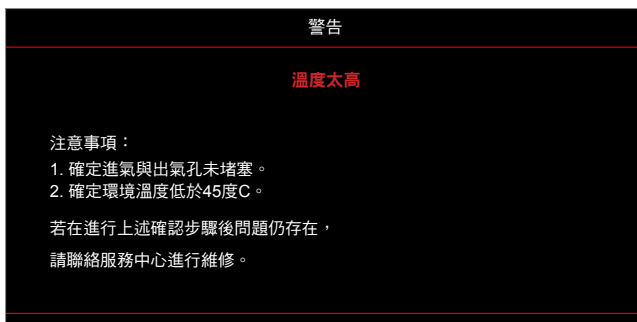 警告
溫度太高
注意事項：
1. 確定進氣與出氣孔未堵塞。
2. 確定環境溫度低於45度C。
若在進行上述確認步驟後問題仍存在，
請聯絡服務中心進行維修。